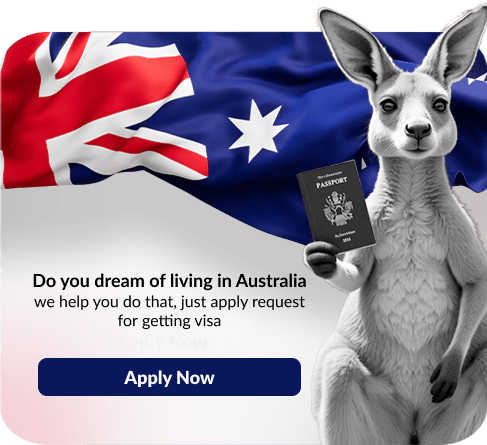 PASSPORT
Do you dream of living in Australia
we help you do that, just apply request
for getting visa
Apply Now
Apply Now